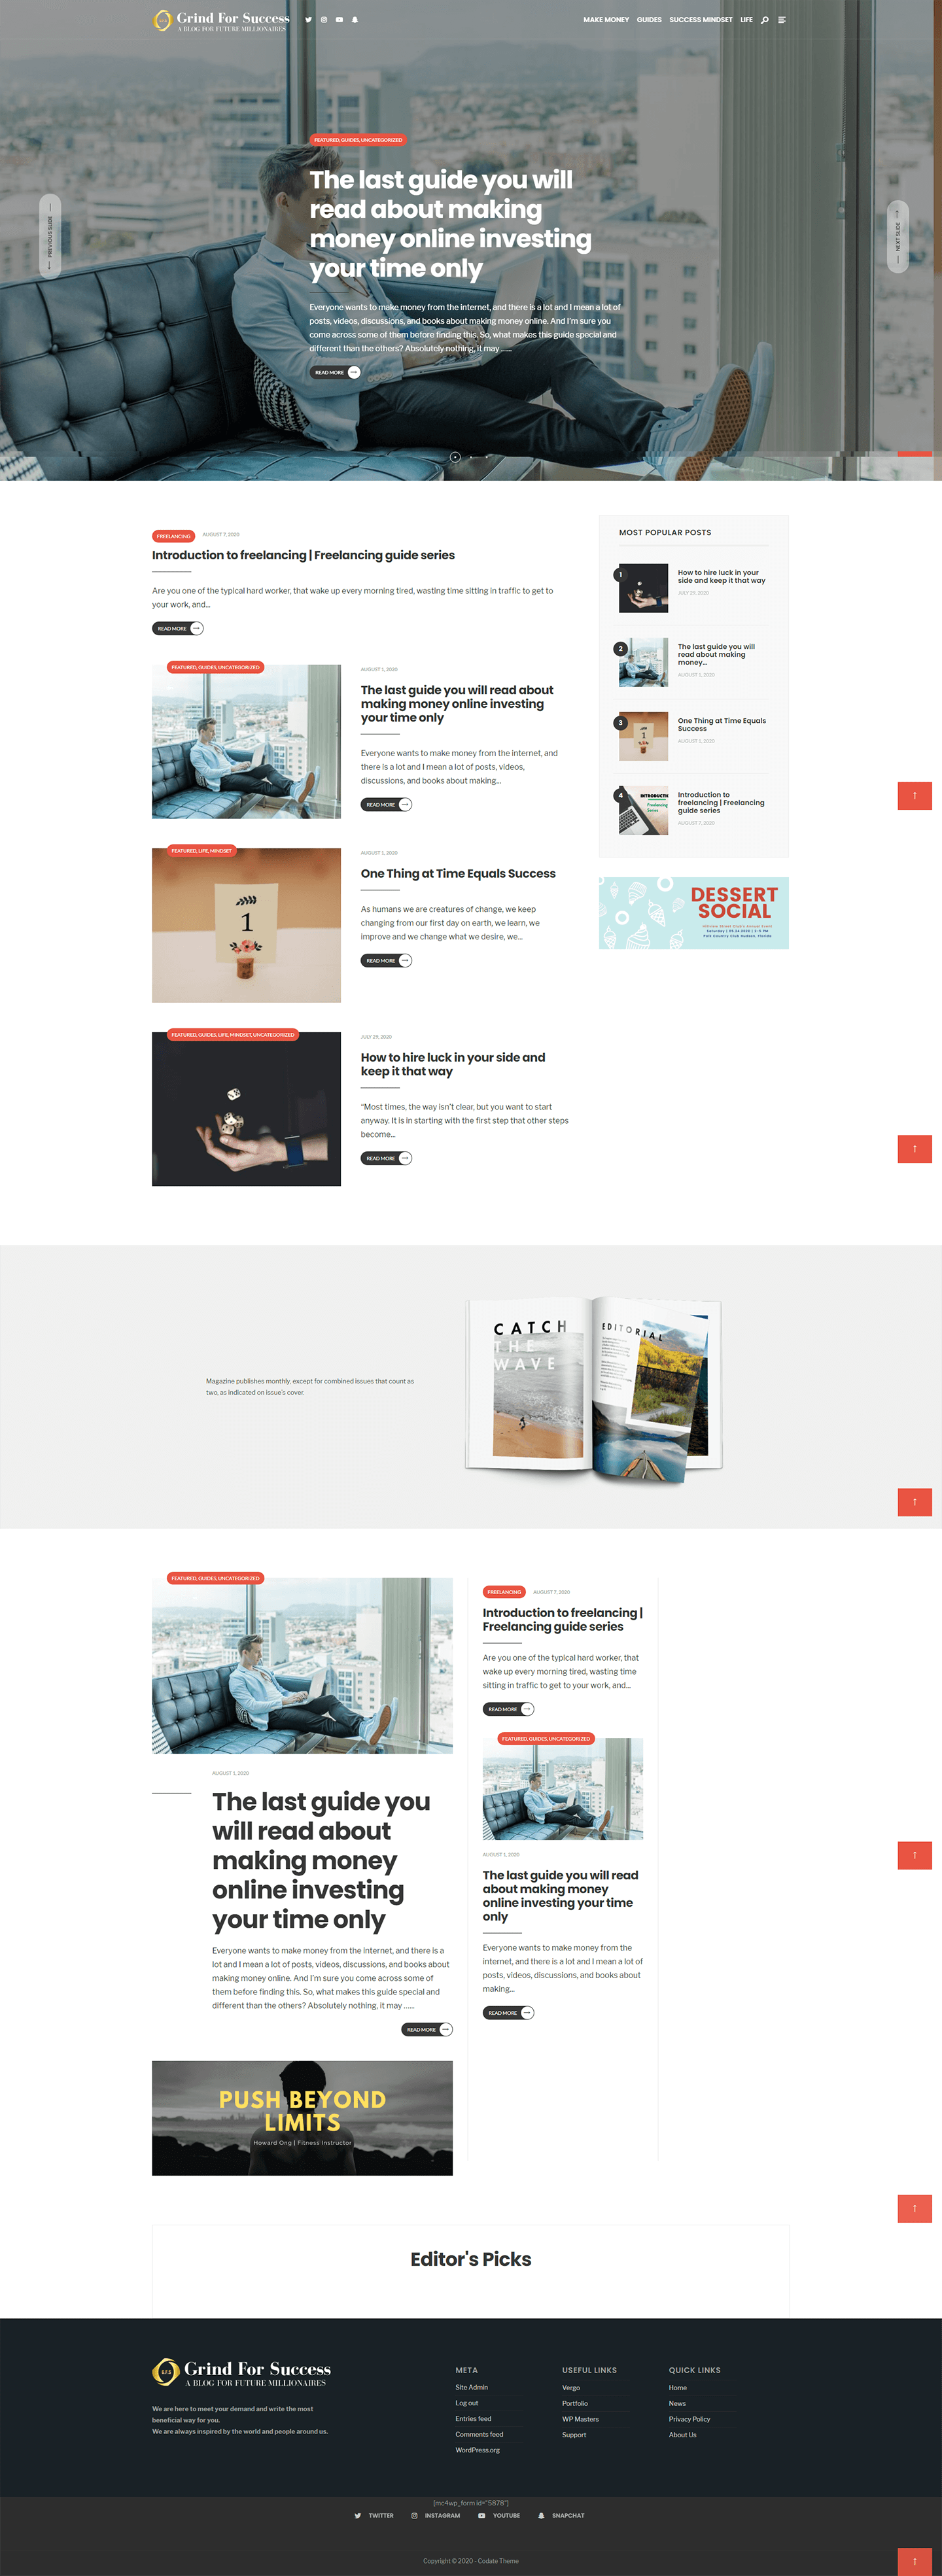 Grind For Success
A BLOG FOR FUTURE MILLIONAIRES
MAKE MONEY GUIDES SUCCESS MINDSET LIFE
FEATURED, GUIDES, UNCATEGORIZED
The last guide you will
read about making
money online investing
your time only
PREVIOUS SLIDE
NEXT SLIDE
Everyone wants to make money from the internet, and there is a lot and I mean a lot of
posts, videos, discussions, and books about making money online. And I'm sure you
come across some of them before finding this. So, what makes this guide special and
different than the others? Absolutely nothing, it may ......
READ MORE
FREELANCING AUGUST 7, 2020
Introduction to freelancing | Freelancing guide series
Are you one of the typical hard worker, that wake up every morning tired, wasting time sitting in traffic to get to
your work, and...
READ MORE
FEATURED, GUIDES, UNCATEGORIZED
AUGUST 1, 2020
The last guide you will read about
making money online investing
your time only
Everyone wants to make money from the internet, and
there is a lot and I mean a lot of posts, videos,
discussions, and books about making...
READ MORE
FEATURED, LIFE, MINDSET
1
AUGUST 1, 2020
One Thing at Time Equals Success
As humans we are creatures of change, we keep
changing from our first day on earth, we learn, we
improve and we change what we desire, we...
READ MORE
FEATURED, GUIDES, LIFE, MINDSET, UNCATEGORIZED
JULY 29, 2020
How to hire luck in your side and
keep it that way
“Most times, the way isn’t clear, but you want to start
anyway. It is in starting with the first step that other steps
become...
READ MORE
MOST POPULAR POSTS
1
How to hire luck in your
side and keep it that way
JULY 29, 2020
2
The last guide you will
read about making
money...
AUGUST 1, 2020
3
1
One Thing at Time Equals
Success
AUGUST 1, 2020
4
INTRODUCTI
Freelancing
Series
Introduction to
freelancing | Freelancing
guide series
AUGUST 7, 2020
DESSERT
SOCIAL
Saturday | 05.24.2020 | 3-5 PM
Palm Country Club Hudson, Florida
Magazine publishes monthly, except for combined issues that count as
two, as indicated on issue's cover.
CATCH
THE
WAVE
EDITORIAL
FEATURED, GUIDES, UNCATEGORIZED
AUGUST 1, 2020
The last guide you
will read about
making money
online investing
your time only
Everyone wants to make money from the internet, and there is a
lot and I mean a lot of posts, videos, discussions, and books about
making money online. And I'm sure you come across some of
them before finding this. So, what makes this guide special and
different than the others? Absolutely nothing, it may ......
READ MORE
PUSH BEYOND
LIMITS
Howard Ong | Fitness Instructor
FREELANCING AUGUST 7, 2020
Introduction to freelancing |
Freelancing guide series
Are you one of the typical hard worker, that
wake up every morning tired, wasting time
sitting in traffic to get to your work, and...
READ MORE
FEATURED, GUIDES, UNCATEGORIZED
AUGUST 1, 2020
The last guide you will read
about making money
online investing your time
only
Everyone wants to make money from the
internet, and there is a lot and I mean a lot of
posts, videos, discussions, and books about
making...
READ MORE
Editor's Picks
G.F.S
Grind For Success
A BLOG FOR FUTURE MILLIONAIRES
We are here to meet your demand and write the most
beneficial way for you.
We are always inspired by the world and people around us.
META
Site Admin
Log out
Entries feed
Comments feed
WordPress.org
USEFUL LINKS
Vergo
Portfolio
WP Masters
Support
QUICK LINKS
Home
News
Privacy Policy
About Us
[mc4wp_form id="5878"]
TWITTER INSTAGRAM YOUTUBE SNAPCHAT
Copyright © 2020 - Codate Theme